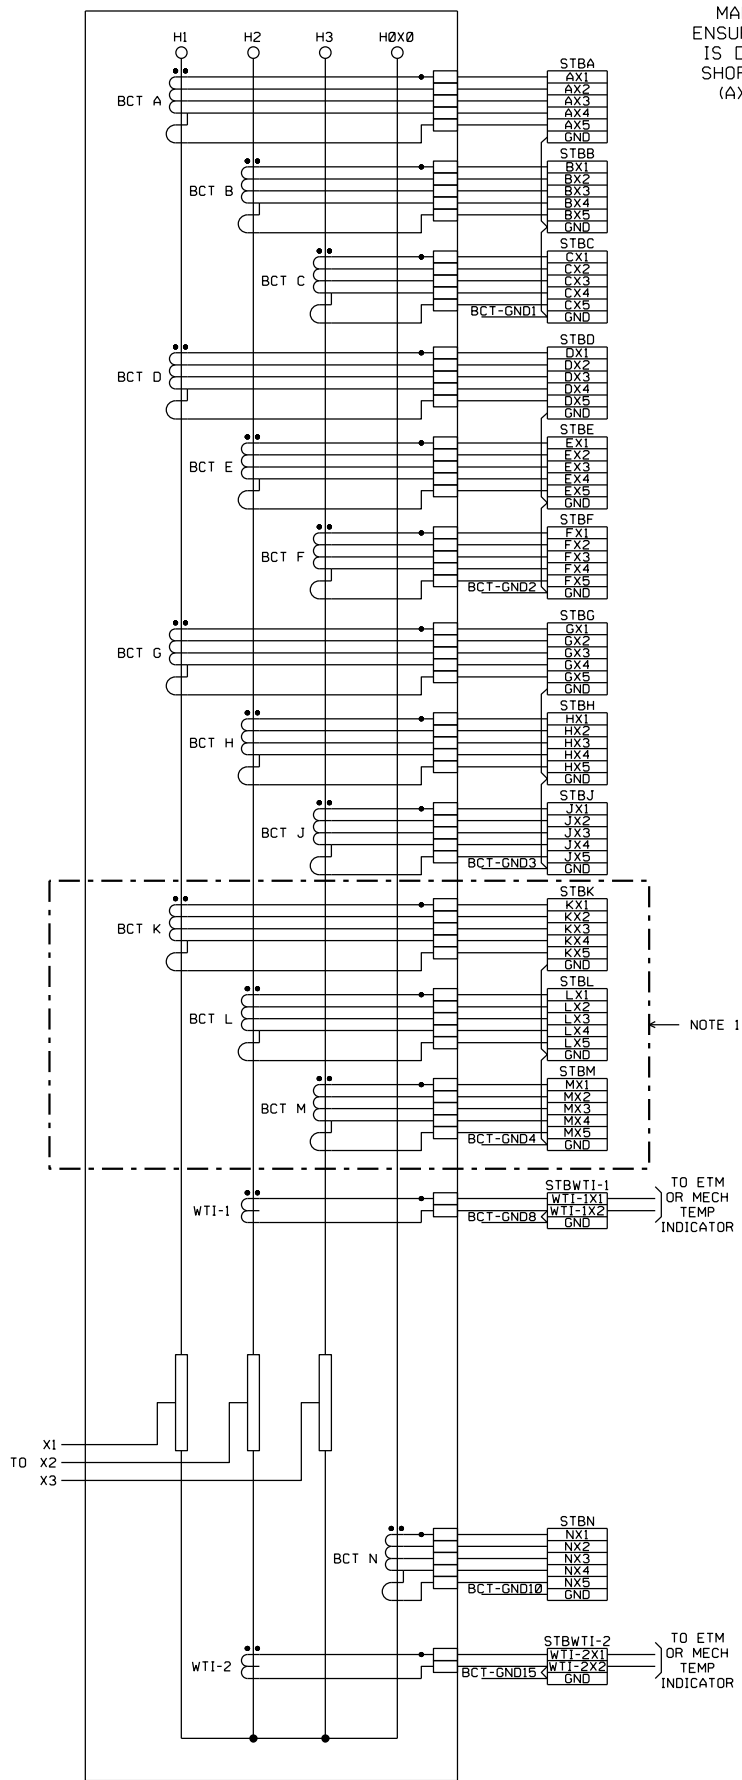 MA
ENSU
IS D
SHOR
(AX
H1 H2 H3 H0X0
STBA
BCT A
AX1
AX2
AX3
AX4
AX5
GND
STBB
BCT B
BX1
BX2
BX3
BX4
BX5
GND
STBC
BCT C
CX1
CX2
CX3
CX4
CX5
BCT-GND1
GND
STBD
BCT D
DX1
DX2
DX3
DX4
DX5
GND
STBE
BCT E
EX1
EX2
EX3
EX4
EX5
GND
STBF
BCT F
FX1
FX2
FX3
FX4
FX5
BCT-GND2
GND
STBG
BCT G
GX1
GX2
GX3
GX4
GX5
GND
STBH
BCT H
HX1
HX2
HX3
HX4
HX5
GND
STBJ
BCT J
JX1
JX2
JX3
JX4
JX5
BCT-GND3
GND
STBK
BCT K
KX1
KX2
KX3
KX4
KX5
GND
STBL
BCT L
LX1
LX2
LX3
LX4
LX5
GND
NOTE 1
STBM
BCT M
MX1
MX2
MX3
MX4
MX5
BCT-GND4
GND
STBWTI-1
WTI-1
WTI-1X1
WTI-1X2
BCT-GND8
GND
TO ETM
OR MECH
TEMP
INDICATOR
X1
TO X2
X3
STBN
BCT N
NX1
NX2
NX3
NX4
NX5
BCT-GND10
GND
STBWTI-2
WTI-2
WTI-2X1
WTI-2X2
BCT-GND15
GND
TO ETM
OR MECH
TEMP
INDICATOR